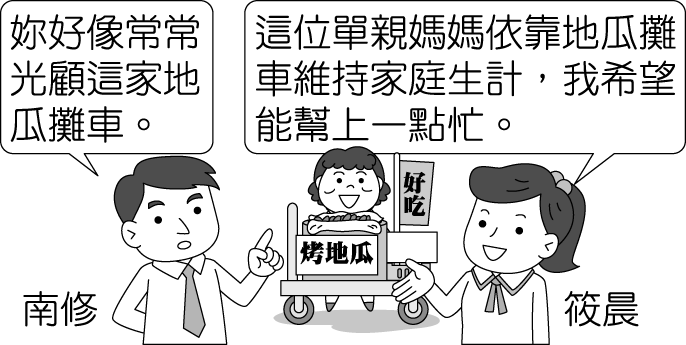 妳好像常常
光顧這家地
瓜攤車。
這位單親媽媽依靠地瓜攤
車維持家庭生計，我希望
能幫上一點忙。
好吃
烤地瓜
南修
筱晨